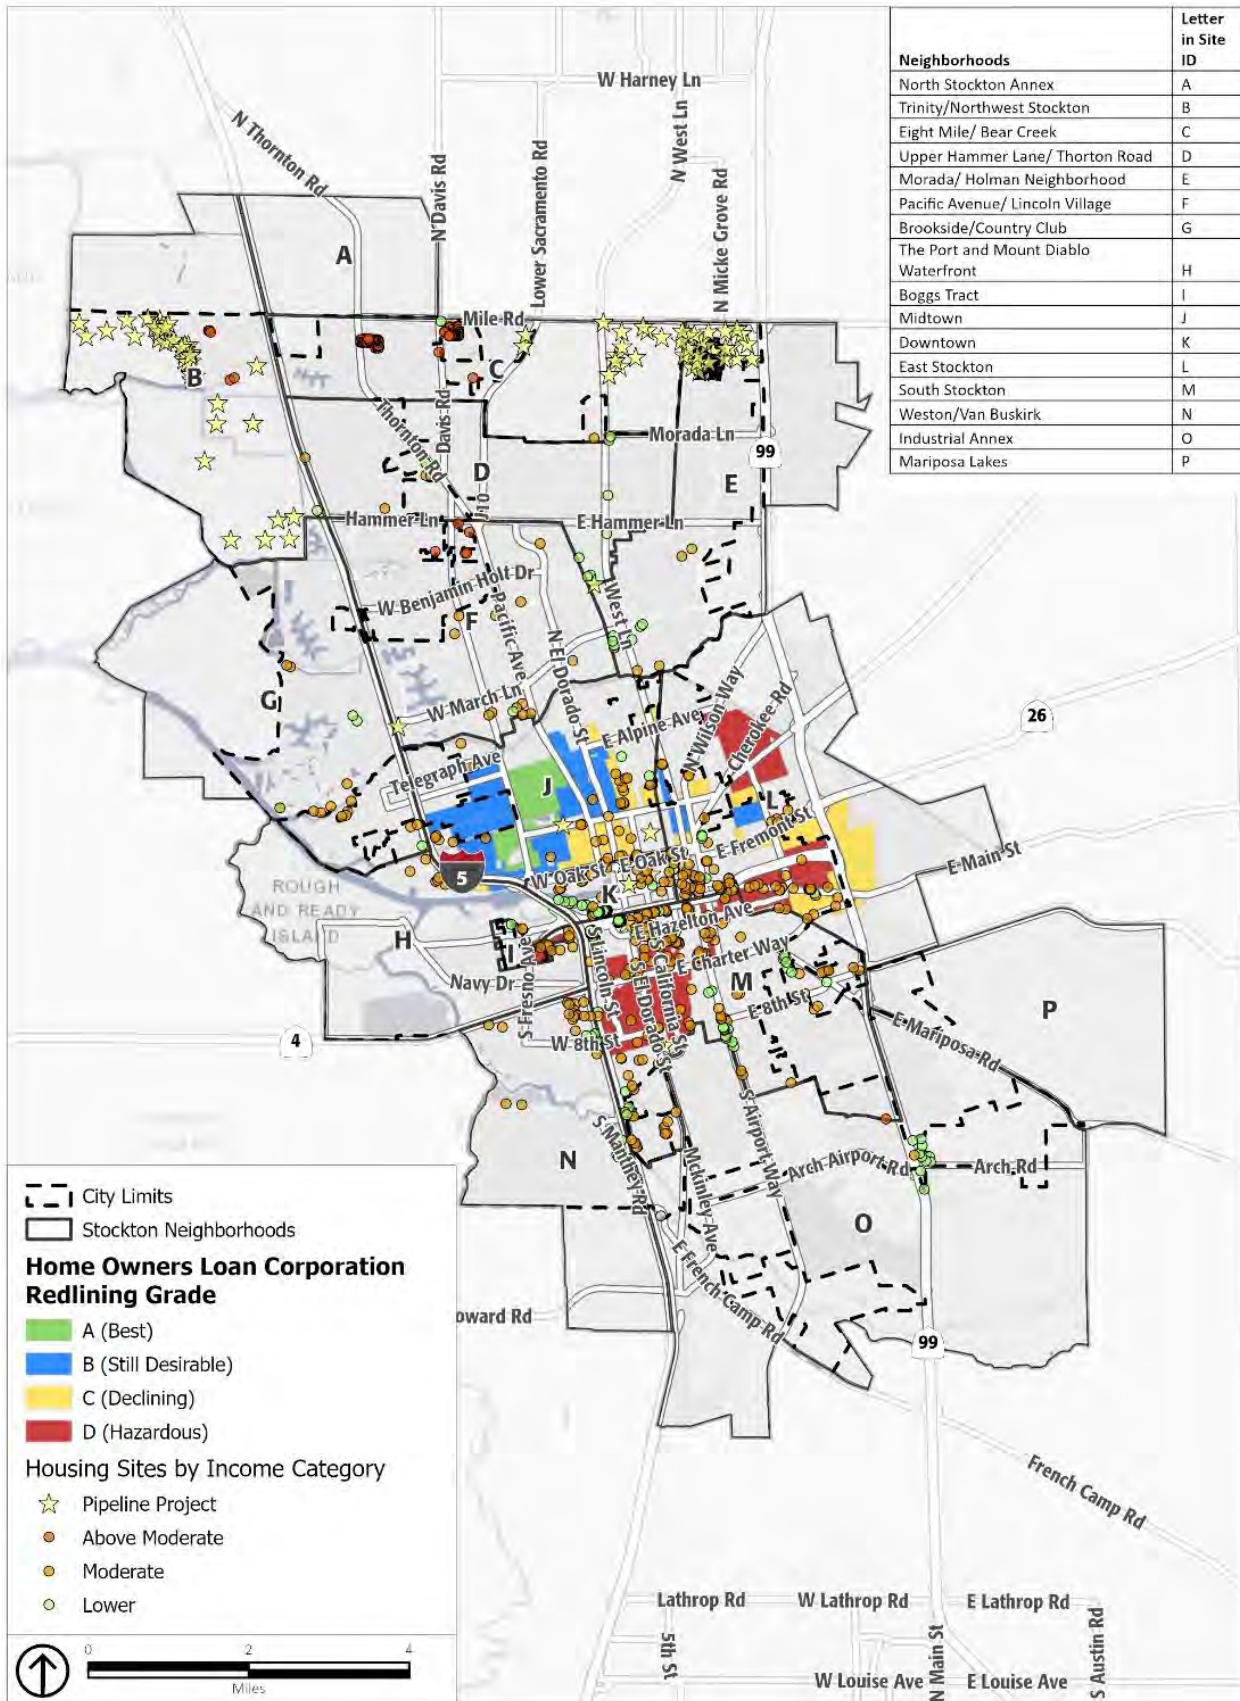 Neighborhoods
Letter
in Site
ID
North Stockton Annex A
Trinity/Northwest Stockton B
Eight Mile/ Bear Creek C
Upper Hammer Lane/ Thorton Road D
Morada/ Holman Neighborhood E
Pacific Avenue/ Lincoln Village F
Brookside/Country Club G
The Port and Mount Diablo
Waterfront H
Boggs Tract I
Midtown J
Downtown K
East Stockton L
South Stockton M
Weston/Van Buskirk N
Industrial Annex O
Mariposa Lakes P
W Harney Ln
N Thornton Rd
N Davis Rd
Lower Sacramento Rd
N West Ln
N Micke Grove Rd
A
Mile Rd
B
C
Thornton Rd
Davis Rd
Morada Ln
99
D
E
J10
Hammer Ln
E Hammer Ln
W Benjamin Holt Dr
F
Pacific Ave
N El Dorado St
West Ln
G
W March Ln
N Wilson Way
Cherokee Rd
26
E Alpine Ave
Telegraph Ave
J
L
E Fremont St
E Main St
W Oak St
E Oak St
5
K
ROUGH
AND READY
ISLAND
E Hazelton Ave
H
I
S Lincoln St
S California St
E Charter Way
Navy Dr
S Fresno Ave
S El Dorado St
M
E 8th St
P
4
W 8th St
E Mariposa Rd
S Airport Way
N
S Manthey Rd
Mckinley Ave
Arch Airport Rd
Arch Rd
O
E French Camp Rd
oward Rd
99
French Camp Rd
Lathrop Rd
W Lathrop Rd
E Lathrop Rd
5th St
N Main St
S Austin Rd
W Louise Ave
E Louise Ave
City Limits
Stockton Neighborhoods
Home Owners Loan Corporation
Redlining Grade
A (Best)
B (Still Desirable)
C (Declining)
D (Hazardous)
Housing Sites by Income Category
Pipeline Project
Above Moderate
Moderate
Lower
0 2 4
Miles